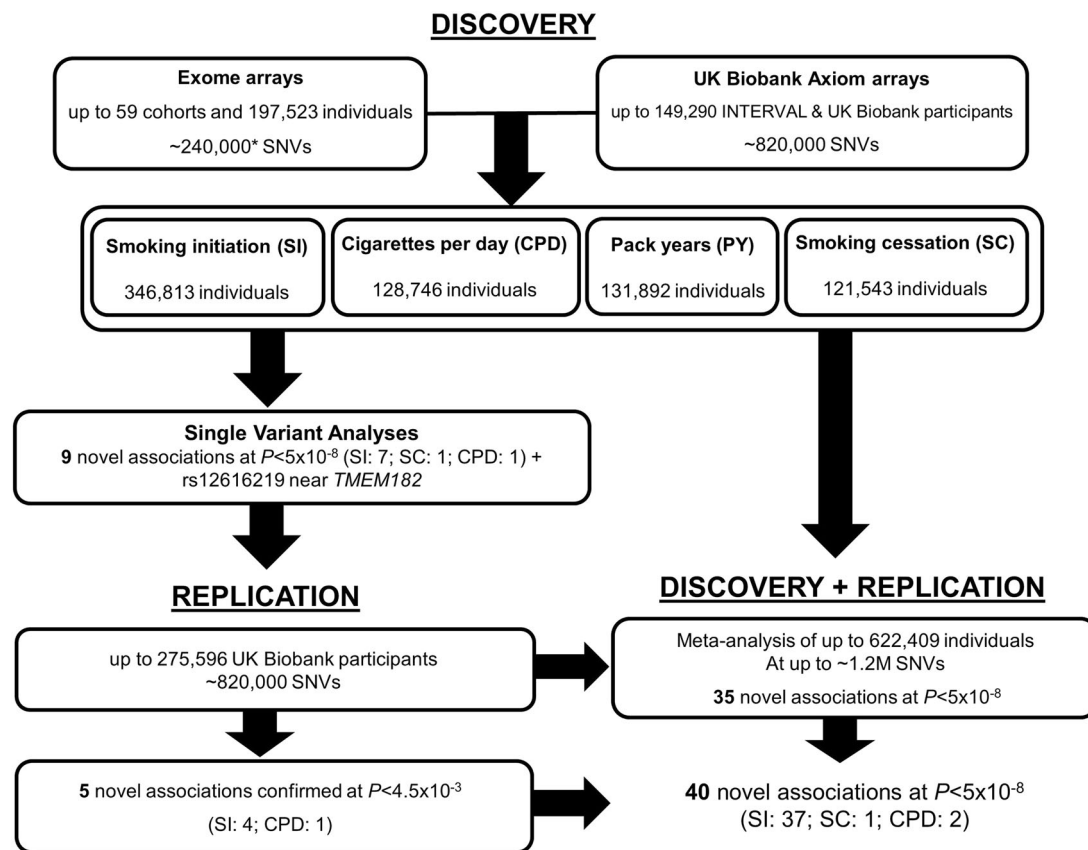 DISCOVERY
Exome arrays
up to 59 cohorts and 197,523 individuals
~240,000* SNVs
UK Biobank Axiom arrays
up to 149,290 INTERVAL & UK Biobank participants
~820,000 SNVs
Smoking initiation (SI)
346,813 individuals
Cigarettes per day (CPD)
128,746 individuals
Pack years (PY)
131,892 individuals
Smoking cessation (SC)
121,543 individuals
Single Variant Analyses
9 novel associations at P<5x10⁻⁸ (SI: 7; SC: 1; CPD: 1) +
rs12616219 near TMEM182
REPLICATION
up to 275,596 UK Biobank participants
~820,000 SNVs
5 novel associations confirmed at P<4.5x10⁻³
(SI: 4; CPD: 1)
DISCOVERY + REPLICATION
Meta-analysis of up to 622,409 individuals
At up to ~1.2M SNVs
35 novel associations at P<5x10⁻⁸
40 novel associations at P<5x10⁻⁸
(SI: 37; SC: 1; CPD: 2)